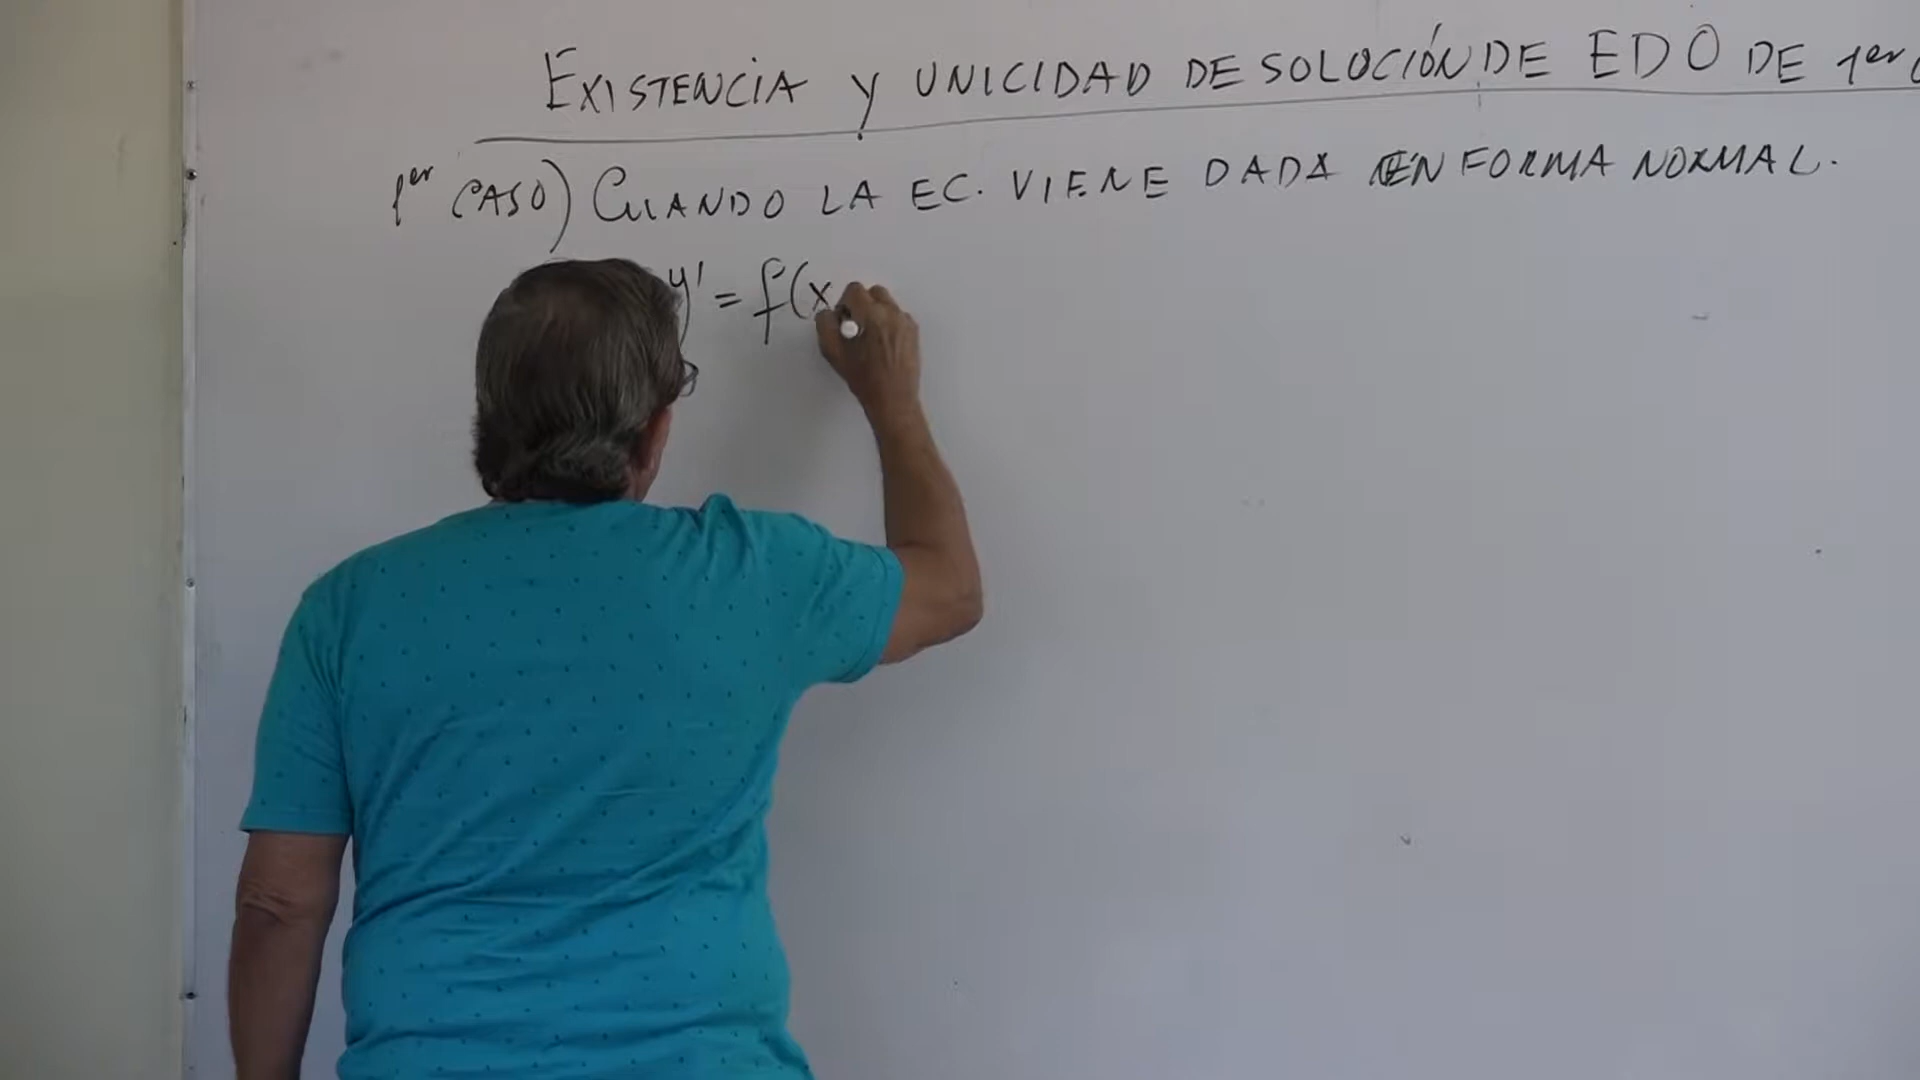 EXISTENCIA Y UNICIDAD DE SOLUCIÓN DE EDO DE 1er
1er CASO) CUANDO LA EC. VIENE DADA EN FORMA NORMAL.
y' = f(x